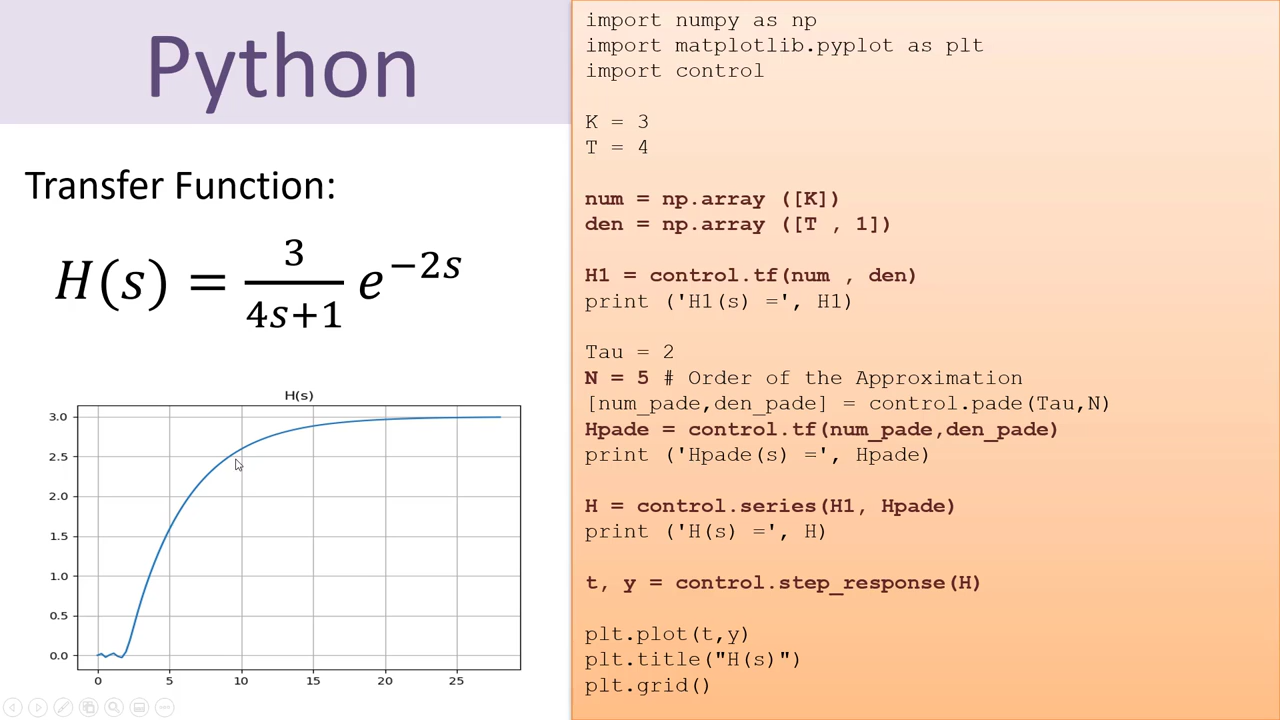 Python
Transfer Function:
H(s) = 3/(4s+1) e^(−2s)
H(s)
3.0
2.5
2.0
1.5
1.0
0.5
0.0
0 5 10 15 20 25
import numpy as np
import matplotlib.pyplot as plt
import control
K = 3
T = 4
num = np.array ([K])
den = np.array ([T , 1])
H1 = control.tf(num , den)
print ('H1(s) =', H1)
Tau = 2
N = 5 # Order of the Approximation
[num_pade,den_pade] = control.pade(Tau,N)
Hpade = control.tf(num_pade,den_pade)
print ('Hpade(s) =', Hpade)
H = control.series(H1, Hpade)
print ('H(s) =', H)
t, y = control.step_response(H)
plt.plot(t,y)
plt.title("H(s)")
plt.grid()